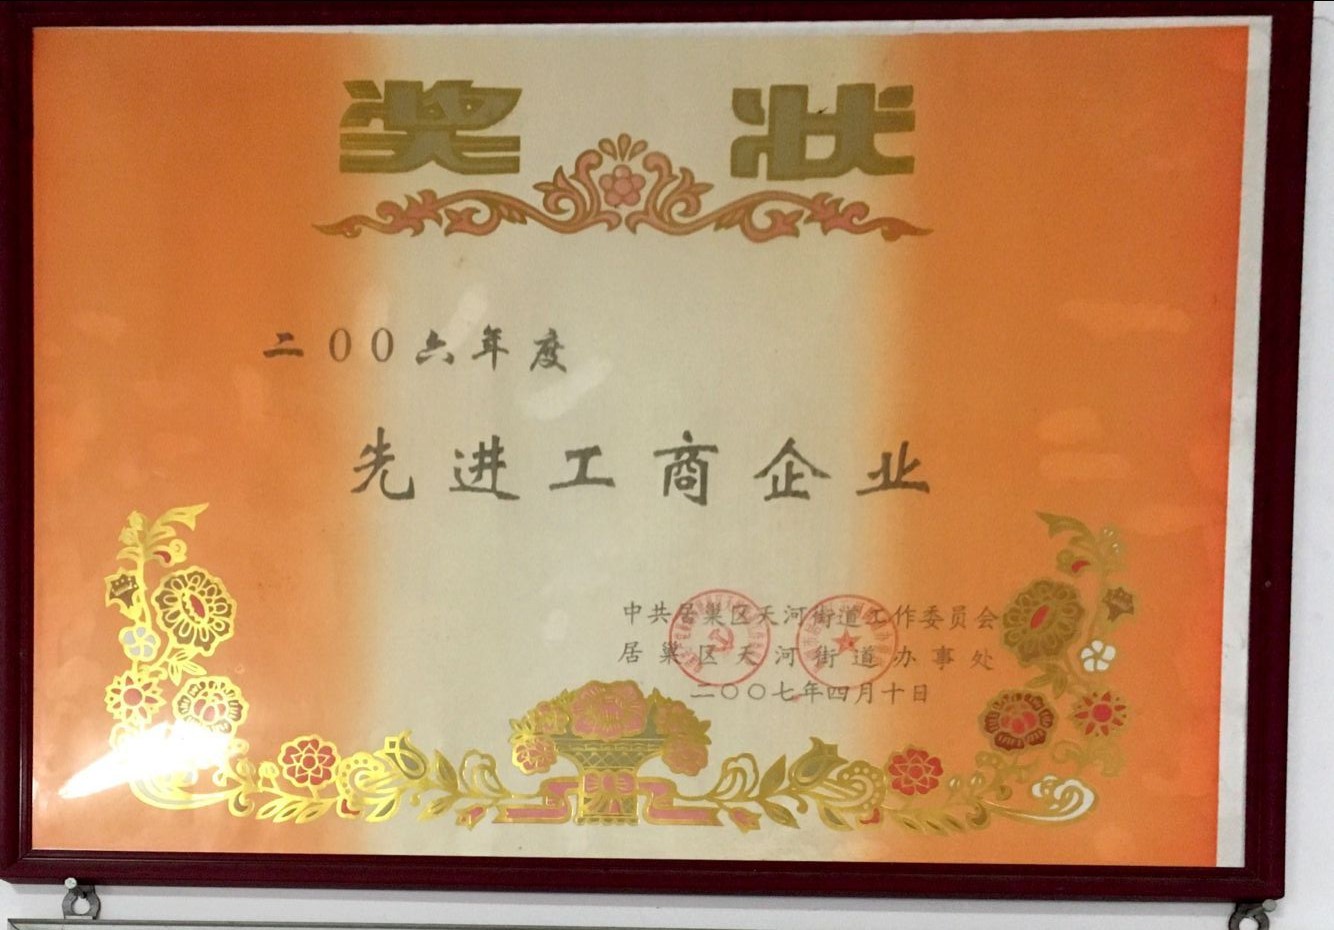 奖状
二00六年度
先进工商企业
中共居巢区天河街道工作委员会
居巢区天河街道办事处
二〇〇七年四月十日